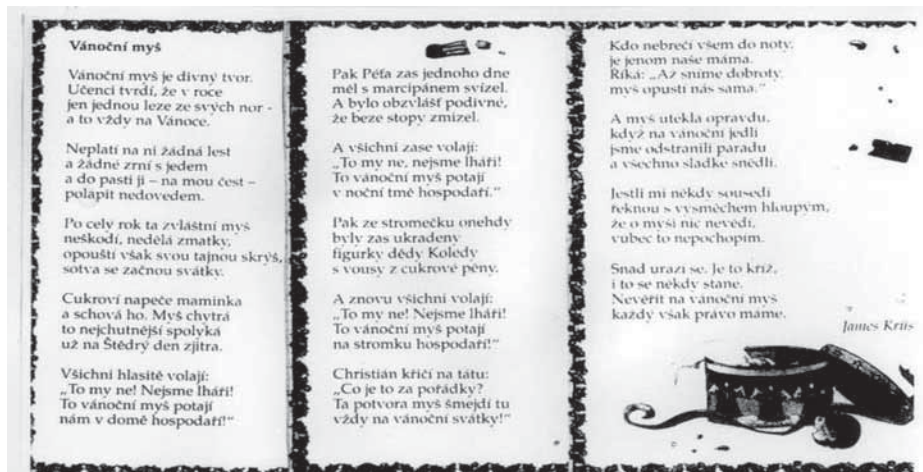 Vánoční myš
Vánoční myš je divný tvor.
Učenci tvrdí, že v roce
jen jednou leze ze svých nor -
a to vždy na Vánoce.
Neplatí na ni žádná lest
a žádné zrní s jedem
a do pasti ji – na mou čest –
polapit nedovedem.
Po celý rok ta zvláštní myš
neškodí, nedělá zmatky,
opouští však svou tajnou skrýš,
sotva se začnou svátky.
Cukroví napeče maminka
a schová ho. Myš chytrá
to nejchutnější spolyká
už na Štědrý den zjitra.
Všichni hlasitě volají:
„To my ne! Nejsme lháři!
To vánoční myš potají
nám v domě hospodaří!“
Pak Péťa zas jednoho dne
měl s marcipánem svízel.
A bylo obzvlášť podivné,
že beze stopy zmizel.
A všichni zase volají:
„To my ne, nejsme lháři!
To vánoční myš potají
v noční tmě hospodaří.“
Pak ze stromečku onehdy
byly zas ukradeny
figurky dědy Koledy
s vousy z cukrové pěny.
A znovu všichni volají:
„To my ne! Nejsme lháři!
To vánoční myš potají
na stromku hospodaří!“
Christián křičí na tátu:
„Co je to za pořádky?
Ta potvora myš šmejdí tu
vždy na vánoční svátky!“
Kdo nebrečí všem do noty,
je jenom naše máma.
Říká: „Až sníme dobroty,
myš opustí nás sama.“
A myš utekla opravdu,
když na vánoční jedli
jsme odstranili parádu
a všechno sladké snědli.
Jestli mi někdy sousedi
řeknou s výsměchem hloupým,
že o myši nic nevědí,
vůbec to nepochopím.
Snad urazí se. Je to kříž,
i to se někdy stane.
Nevěřit na vánoční myš
každý však právo máme.
James Krüs